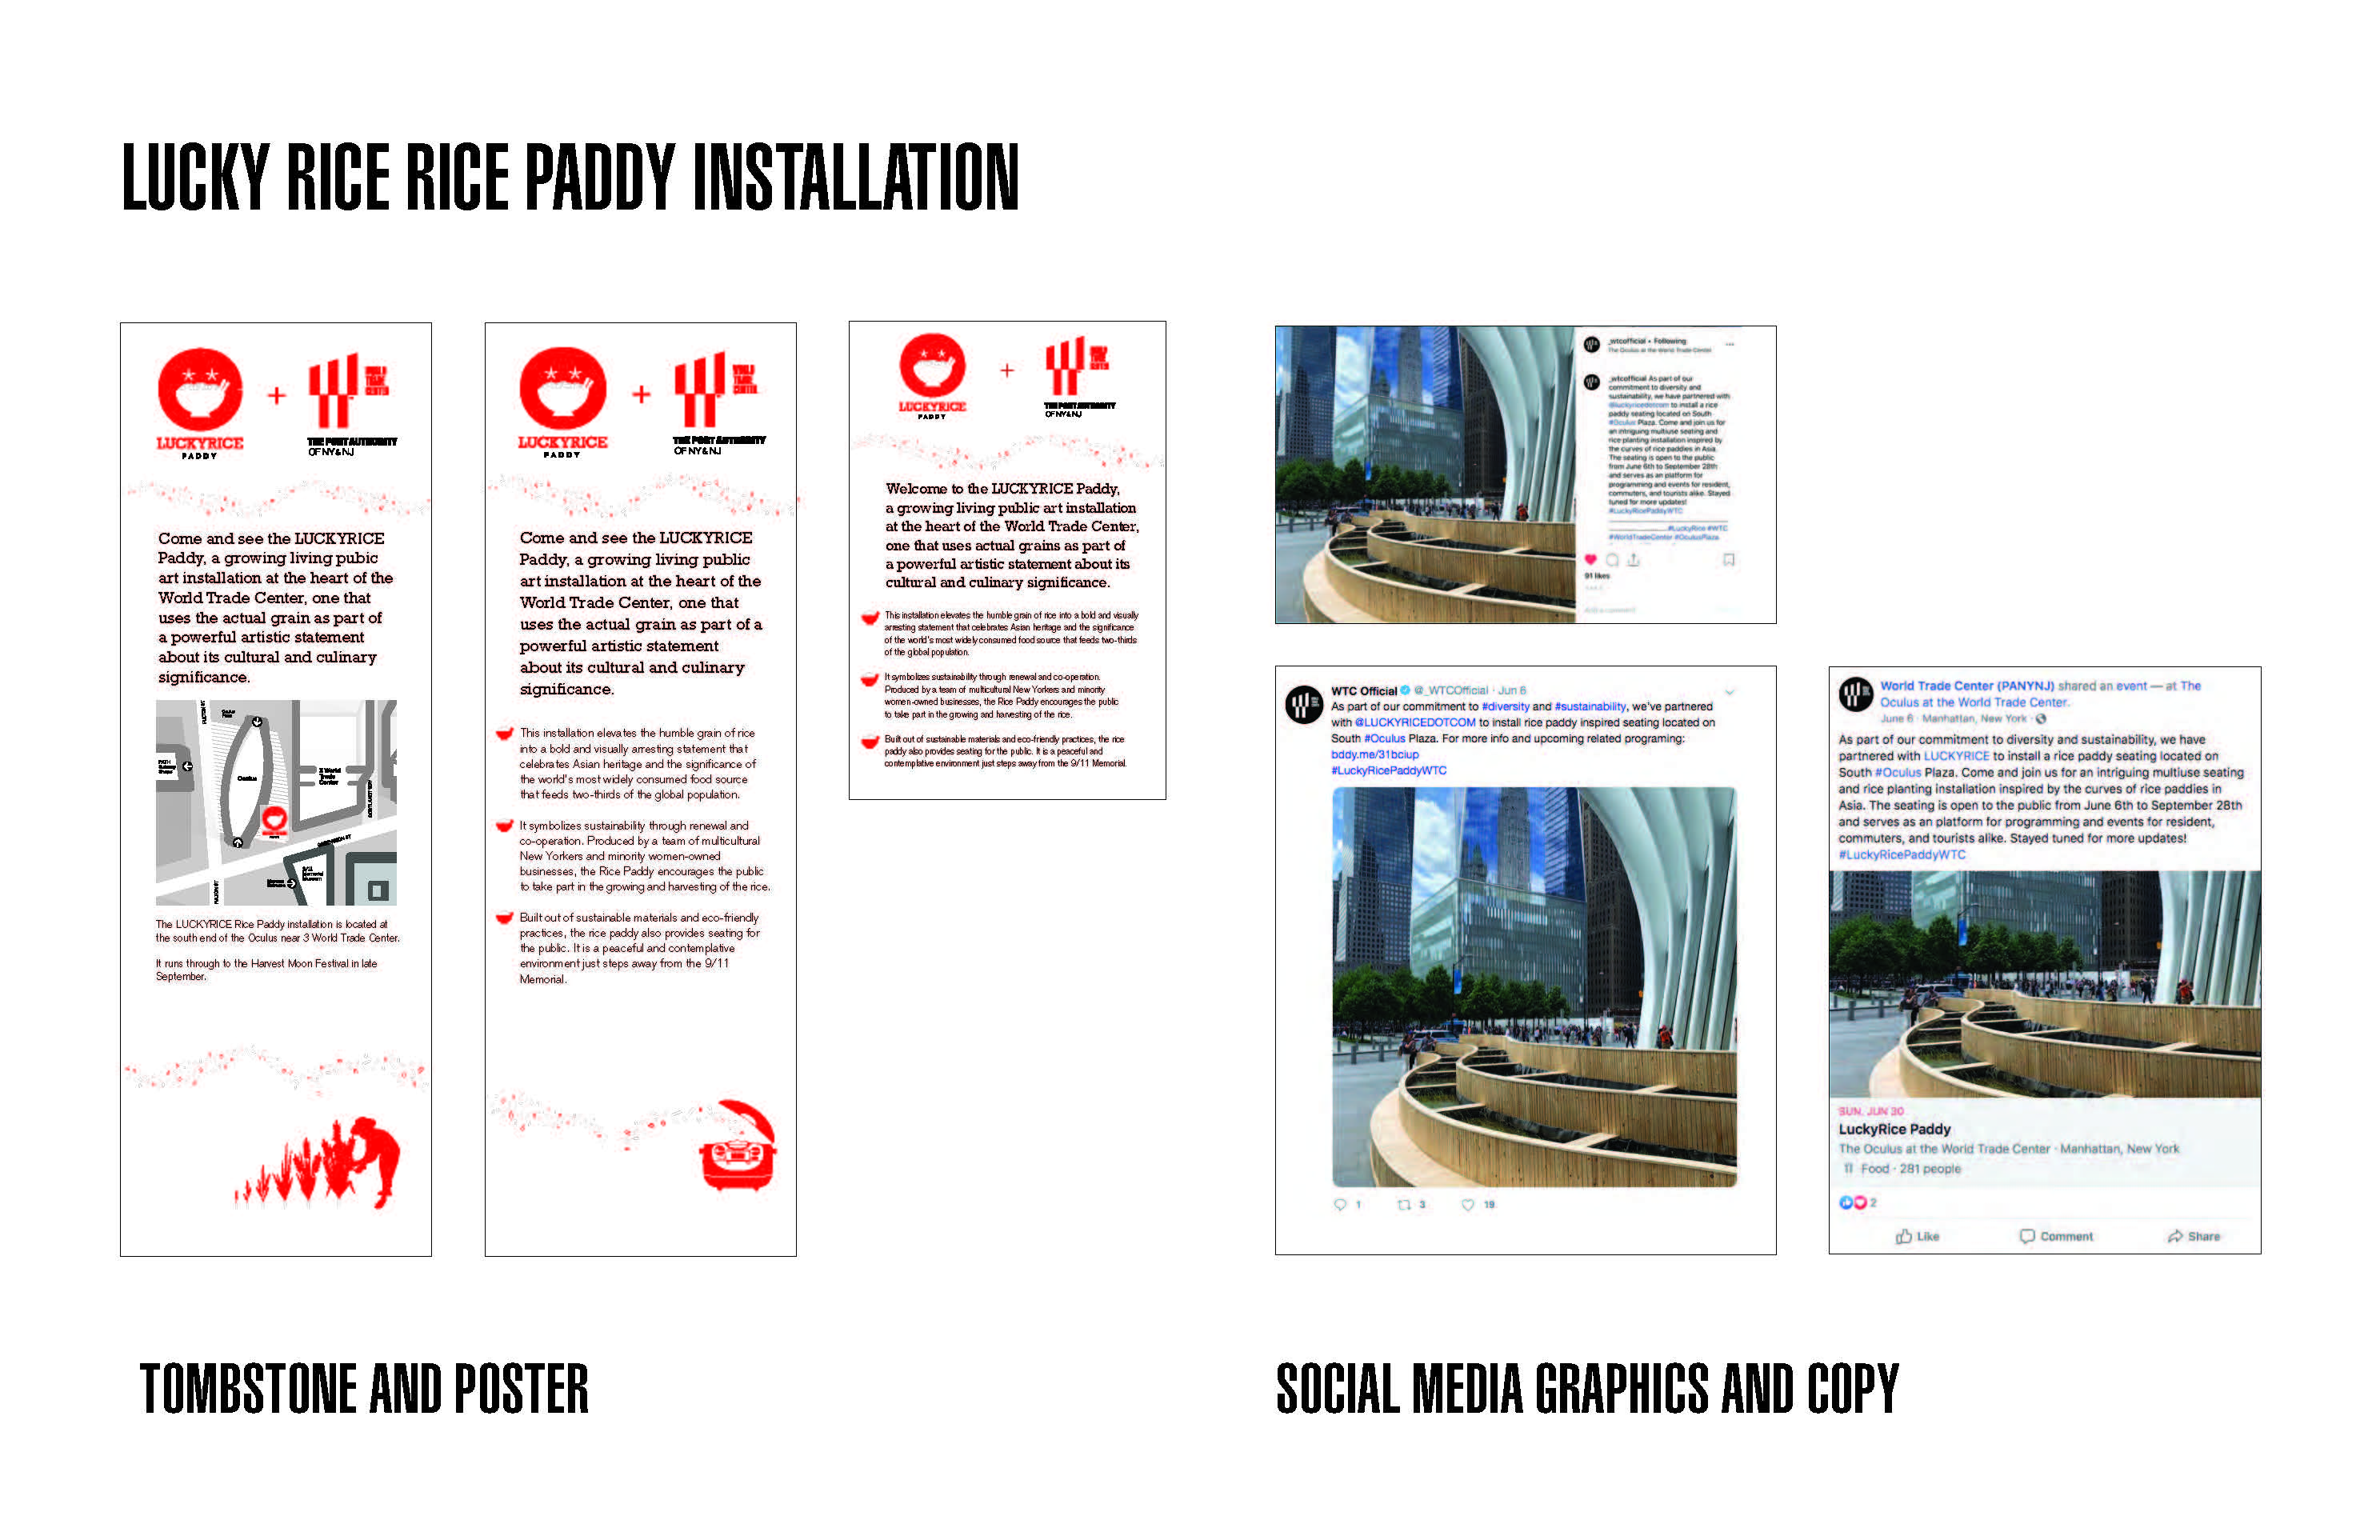 LUCKY RICE RICE PADDY INSTALLATION
LUCKYRICE
PADDY
+
WORLD
TRADE
CENTER
THE PORT AUTHORITY
OF NY & NJ
Come and see the LUCKYRICE
Paddy, a growing living pubic
art installation at the heart of the
World Trade Center, one that
uses the actual grain as part of
a powerful artistic statement
about its cultural and culinary
significance.
Oculus
3 World
Trade
Center
The LUCKYRICE Rice Paddy installation is located at
the south end of the Oculus near 3 World Trade Center.
It runs through to the Harvest Moon Festival in late
September.
LUCKYRICE
PADDY
+
WORLD
TRADE
CENTER
THE PORT AUTHORITY
OF NY & NJ
Come and see the LUCKYRICE
Paddy, a growing living public
art installation at the heart of the
World Trade Center, one that
uses the actual grain as part of a
powerful artistic statement
about its cultural and culinary
significance.
This installation elevates the humble grain of rice
into a bold and visually arresting statement that
celebrates Asian heritage and the significance of
the world's most widely consumed food source
that feeds two-thirds of the global population.
It symbolizes sustainability through renewal and
co-operation. Produced by a team of multicultural
New Yorkers and minority women-owned
businesses, the Rice Paddy encourages the public
to take part in the growing and harvesting of the rice.
Built out of sustainable materials and eco-friendly
practices, the rice paddy also provides seating for
the public. It is a peaceful and contemplative
environment just steps away from the 9/11
Memorial.
LUCKYRICE
PADDY
+
WORLD
TRADE
CENTER
THE PORT AUTHORITY
OF NY & NJ
Welcome to the LUCKYRICE Paddy,
a growing living public art installation
at the heart of the World Trade Center,
one that uses actual grains as part of
a powerful artistic statement about its
cultural and culinary significance.
This installation elevates the humble grain of rice into a bold and visually
arresting statement that celebrates Asian heritage and the significance
of the world's most widely consumed food source that feeds two-thirds
of the global population.
It symbolizes sustainability through renewal and co-operation.
Produced by a team of multicultural New Yorkers and minority
women-owned businesses, the Rice Paddy encourages the public
to take part in the growing and harvesting of the rice.
Built out of sustainable materials and eco-friendly practices, the rice
paddy also provides seating for the public. It is a peaceful and
contemplative environment just steps away from the 9/11 Memorial.
TOMBSTONE AND POSTER
_wtcofficial • Following
The Oculus at the World Trade Center
_wtcofficial As part of our
commitment to diversity and
sustainability, we have partnered with
@luckyricedotcom to install a rice
paddy seating located on South
#Oculus Plaza. Come and join us for
an intriguing multiuse seating and
rice planting installation inspired by
the curves of rice paddies in Asia.
The seating is open to the public
from June 6th to September 28th
and serves as an platform for
programming and events for resident,
commuters, and tourists alike. Stayed
tuned for more updates!
#LuckyRicePaddyWTC
#LuckyRice #WTC
#WorldTradeCenter #OculusPlaza
91 likes
Add a comment
WTC Official @_WTCOfficial · Jun 6
As part of our commitment to #diversity and #sustainability, we've partnered
with @LUCKYRICEDOTCOM to install rice paddy inspired seating located on
South #Oculus Plaza. For more info and upcoming related programing:
bddy.me/31bciup
#LuckyRicePaddyWTC
1 3 19
World Trade Center (PANYNJ) shared an event — at The
Oculus at the World Trade Center.
June 6 · Manhattan, New York ·
As part of our commitment to diversity and sustainability, we have
partnered with LUCKYRICE to install a rice paddy seating located on
South #Oculus Plaza. Come and join us for an intriguing multiuse seating
and rice planting installation inspired by the curves of rice paddies in
Asia. The seating is open to the public from June 6th to September 28th
and serves as an platform for programming and events for resident,
commuters, and tourists alike. Stayed tuned for more updates!
#LuckyRicePaddyWTC
SUN, JUN 30
LuckyRice Paddy
The Oculus at the World Trade Center · Manhattan, New York
Food · 281 people
2
Like Comment Share
SOCIAL MEDIA GRAPHICS AND COPY